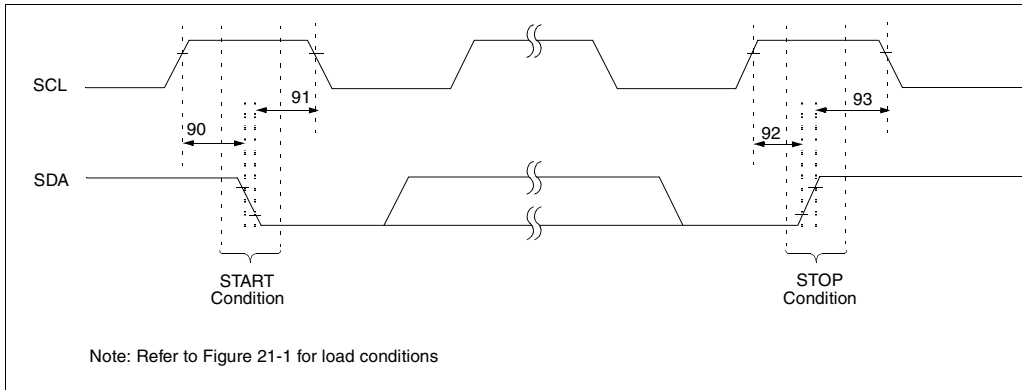 SCL
91
93
90
92
SDA
START
Condition
STOP
Condition
Note: Refer to Figure 21-1 for load conditions